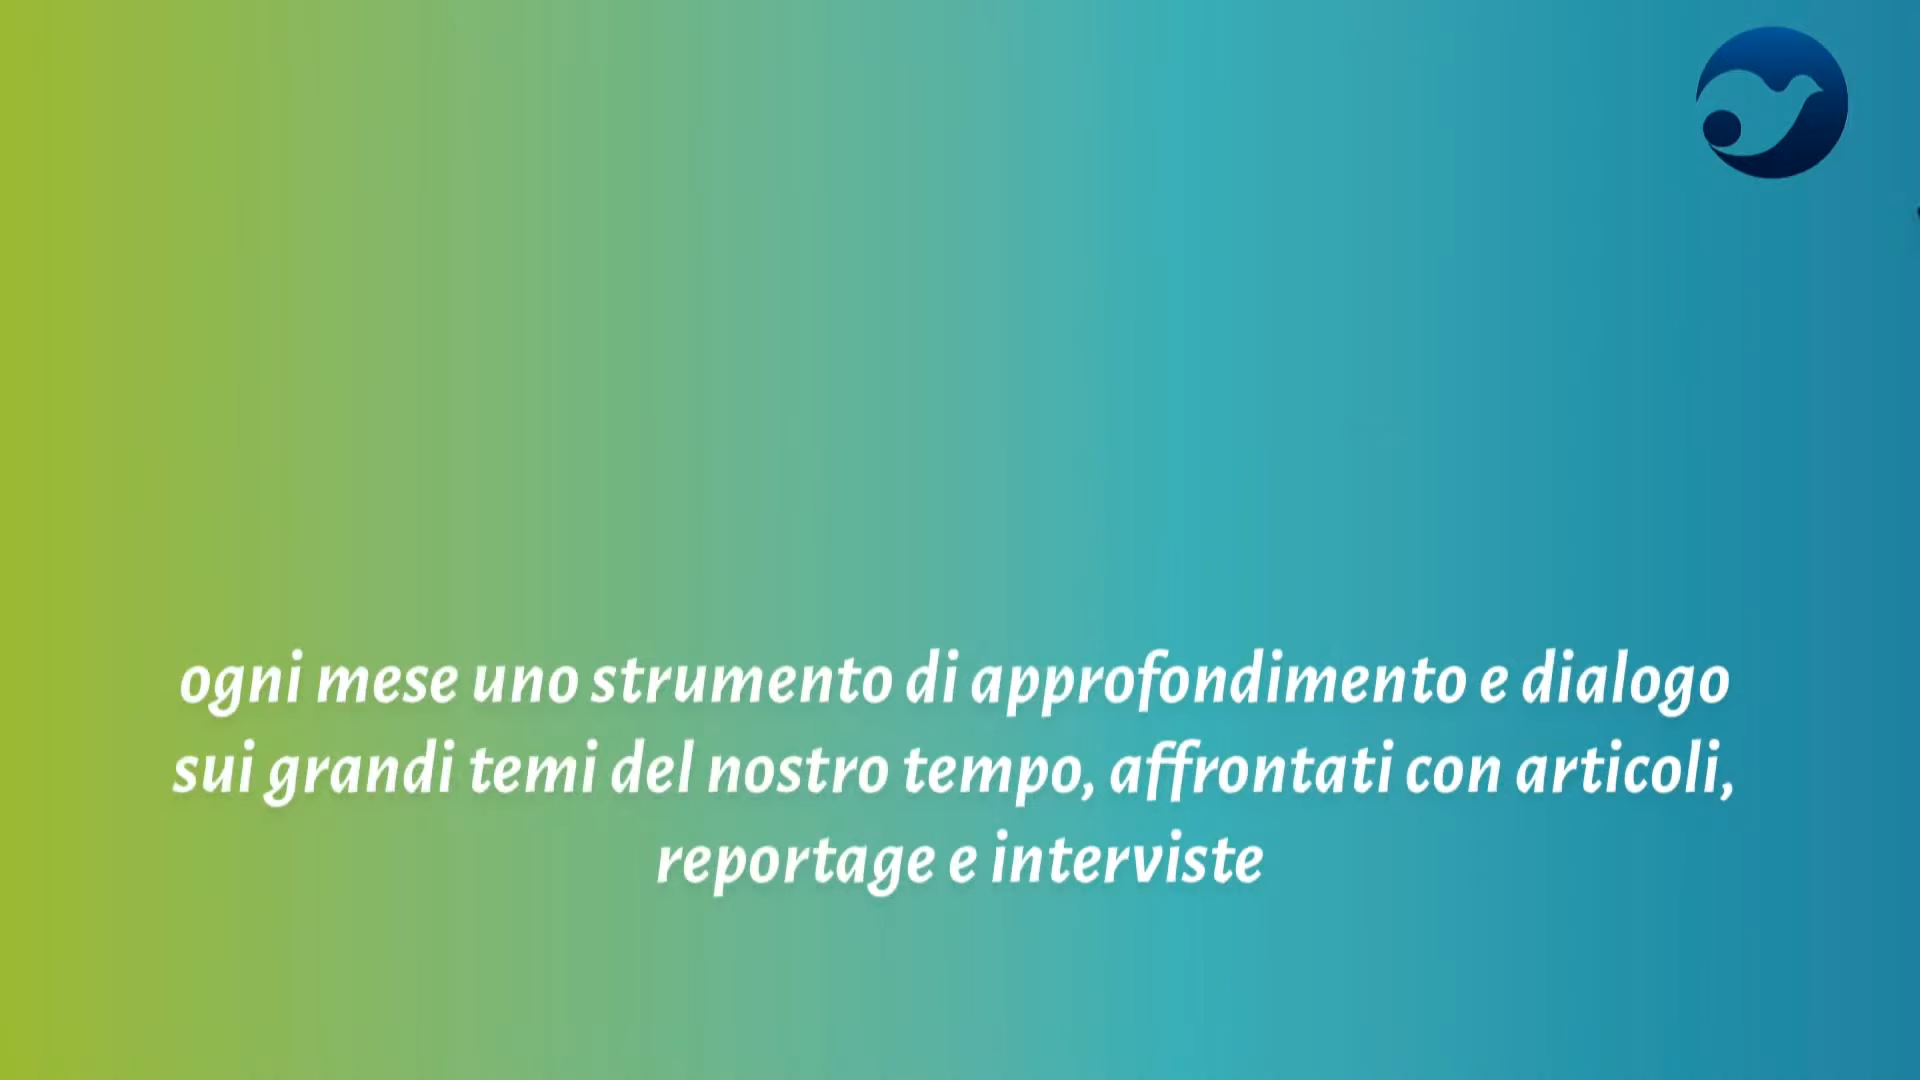 ogni mese uno strumento di approfondimento e dialogo
sui grandi temi del nostro tempo, affrontati con articoli,
reportage e interviste